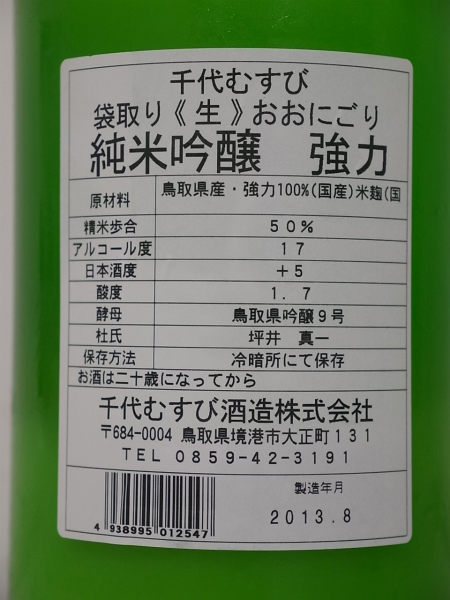 千代むすび
袋取り《生》おおにごり
純米吟醸　強力
原材料 鳥取県産・強力100%(国産)米麹(国
精米歩合 50%
アルコール度 17
日本酒度 +5
酸度 1.7
酵母 鳥取県吟醸9号
杜氏 坪井 真一
保存方法 冷暗所にて保存
お酒は二十歳になってから
千代むすび酒造株式会社
〒684-0004 鳥取県境港市大正町131
TEL 0859-42-3191
製造年月
2013.8
4 938995 012547